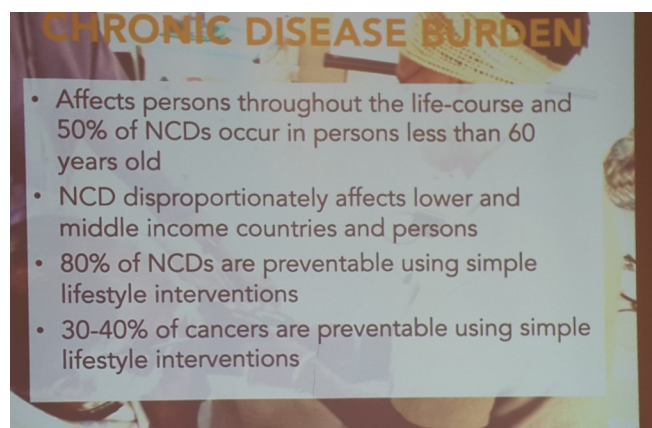 CHRONIC DISEASE BURDEN
• Affects persons throughout the life-course and
50% of NCDs occur in persons less than 60
years old
• NCD disproportionately affects lower and
middle income countries and persons
• 80% of NCDs are preventable using simple
lifestyle interventions
• 30-40% of cancers are preventable using simple
lifestyle interventions